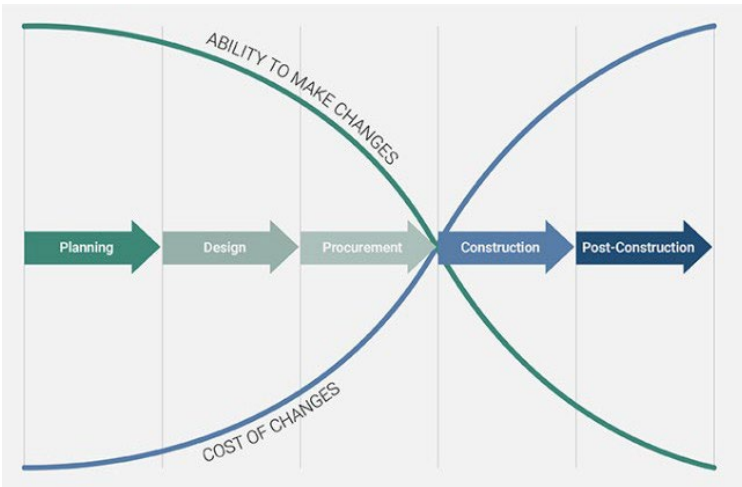 ABILITY TO MAKE CHANGES
Planning
Design
Procurement
Construction
Post-Construction
COST OF CHANGES